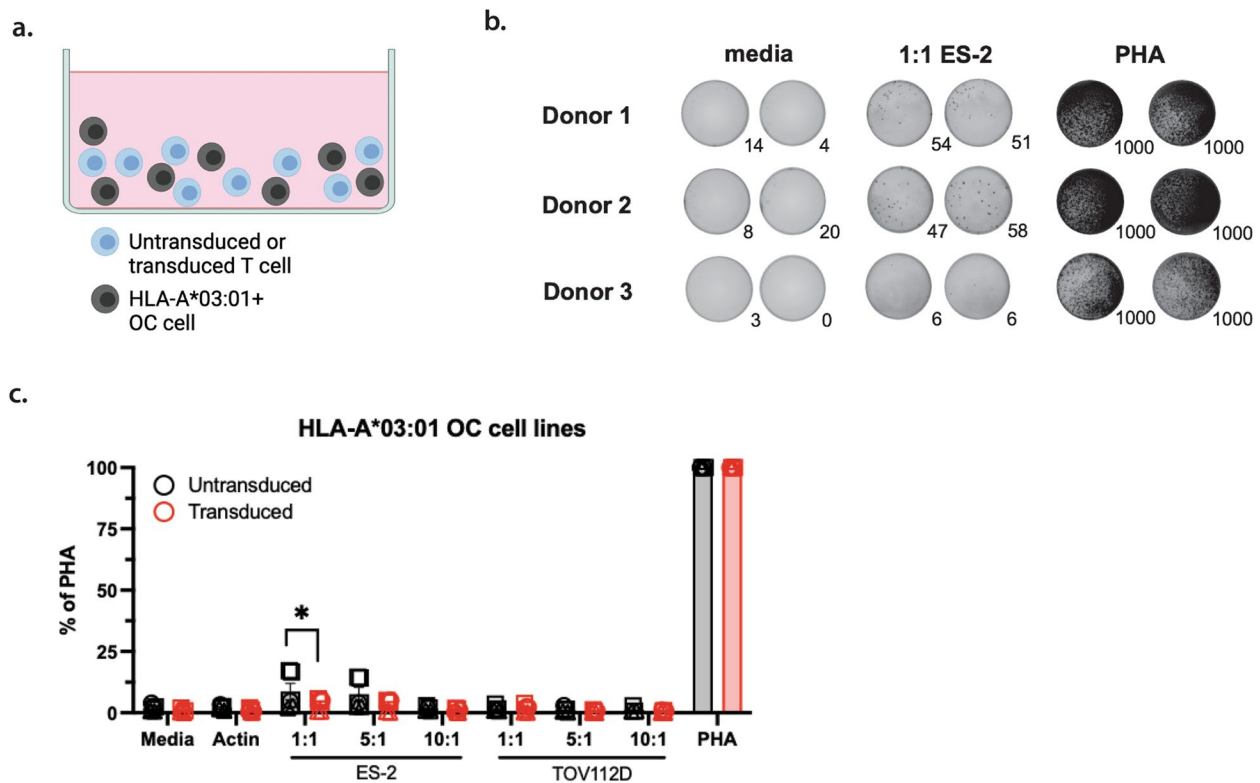 a.
Untransduced or
transduced T cell
HLA-A*03:01+
OC cell
b.
media 1:1 ES-2 PHA
Donor 1
14 4 54 51 1000 1000
Donor 2
8 20 47 58 1000 1000
Donor 3
3 0 6 6 1000 1000
c.
HLA-A*03:01 OC cell lines
% of PHA
100
75
50
25
0
Untransduced
Transduced
*
Media Actin 1:1 5:1 10:1 1:1 5:1 10:1 PHA
ES-2 TOV112D